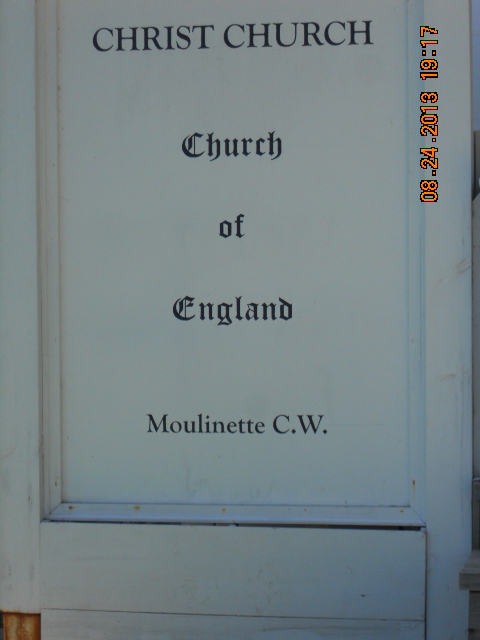 CHRIST CHURCH
Church
of
England
Moulinette C.W.
08.24.2013 19:17